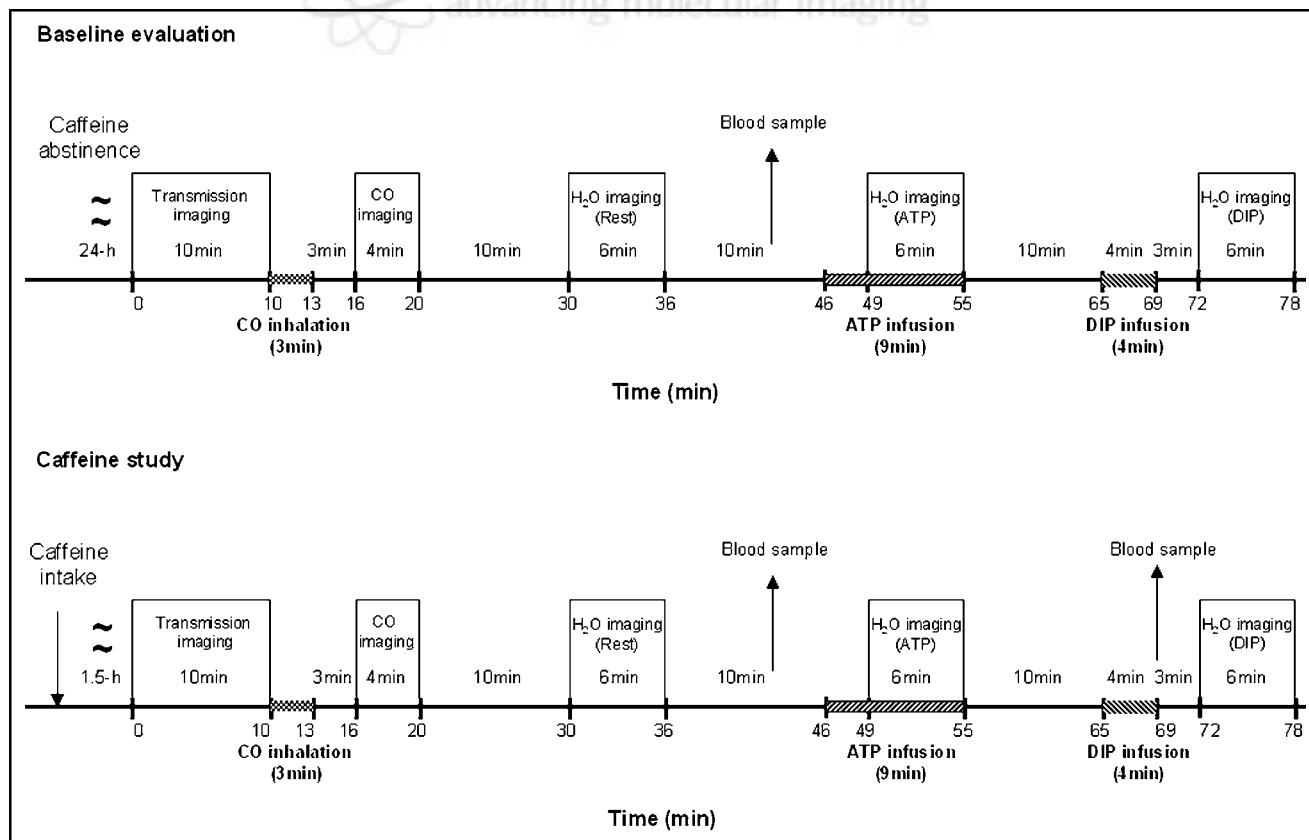 advancing molecular imaging
Baseline evaluation
Caffeine
abstinence
Blood sample
Transmission
imaging
CO
imaging
H₂O imaging
(Rest)
H₂O imaging
(ATP)
H₂O imaging
(DIP)
≈ 24-h 10min 3min 4min 10min 6min 10min 6min 10min 4min 3min 6min
0 10 13 16 20 30 36 46 49 55 65 69 72 78
CO inhalation
(3min)
ATP infusion
(9min)
DIP infusion
(4min)
Time (min)
Caffeine study
Caffeine
intake
Blood sample
Blood sample
Transmission
imaging
CO
imaging
H₂O imaging
(Rest)
H₂O imaging
(ATP)
H₂O imaging
(DIP)
≈ 1.5-h 10min 3min 4min 10min 6min 10min 6min 10min 4min 3min 6min
0 10 13 16 20 30 36 46 49 55 65 69 72 78
CO inhalation
(3min)
ATP infusion
(9min)
DIP infusion
(4min)
Time (min)